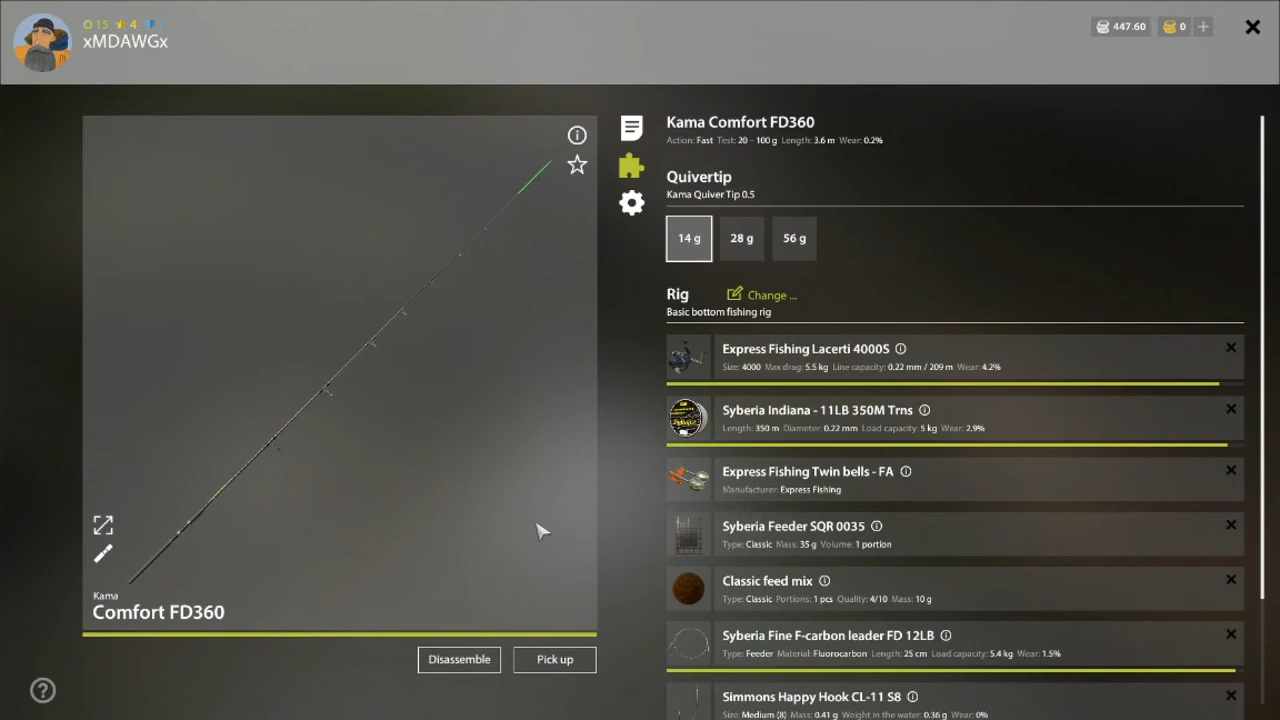 15 4 1
xMDAWGx
447.60 0 +
Kama
Comfort FD360
Disassemble
Pick up
?
Kama Comfort FD360
Action: Fast Test: 20 - 100 g Length: 3.6 m Wear: 0.2%
Quivertip
Kama Quiver Tip 0.5
14 g
28 g
56 g
Rig
Change ...
Basic bottom fishing rig
Express Fishing Lacerti 4000S
Size: 4000 Max drag: 5.5 kg Line capacity: 0.22 mm / 209 m Wear: 4.2%
Syberia Indiana - 11LB 350M Trns
Length: 350 m Diameter: 0.22 mm Load capacity: 5 kg Wear: 2.9%
Express Fishing Twin bells - FA
Manufacturer: Express Fishing
Syberia Feeder SQR 0035
Type: Classic Mass: 35 g Volume: 1 portion
Classic feed mix
Type: Classic Portions: 1 pcs Quality: 4/10 Mass: 10 g
Syberia Fine F-carbon leader FD 12LB
Type: Feeder Material: Fluorocarbon Length: 25 cm Load capacity: 5.4 kg Wear: 1.5%
Simmons Happy Hook CL-11 S8
Size: Medium (8) Mass: 0.41 g Weight in the water: 0.36 g Wear: 0%